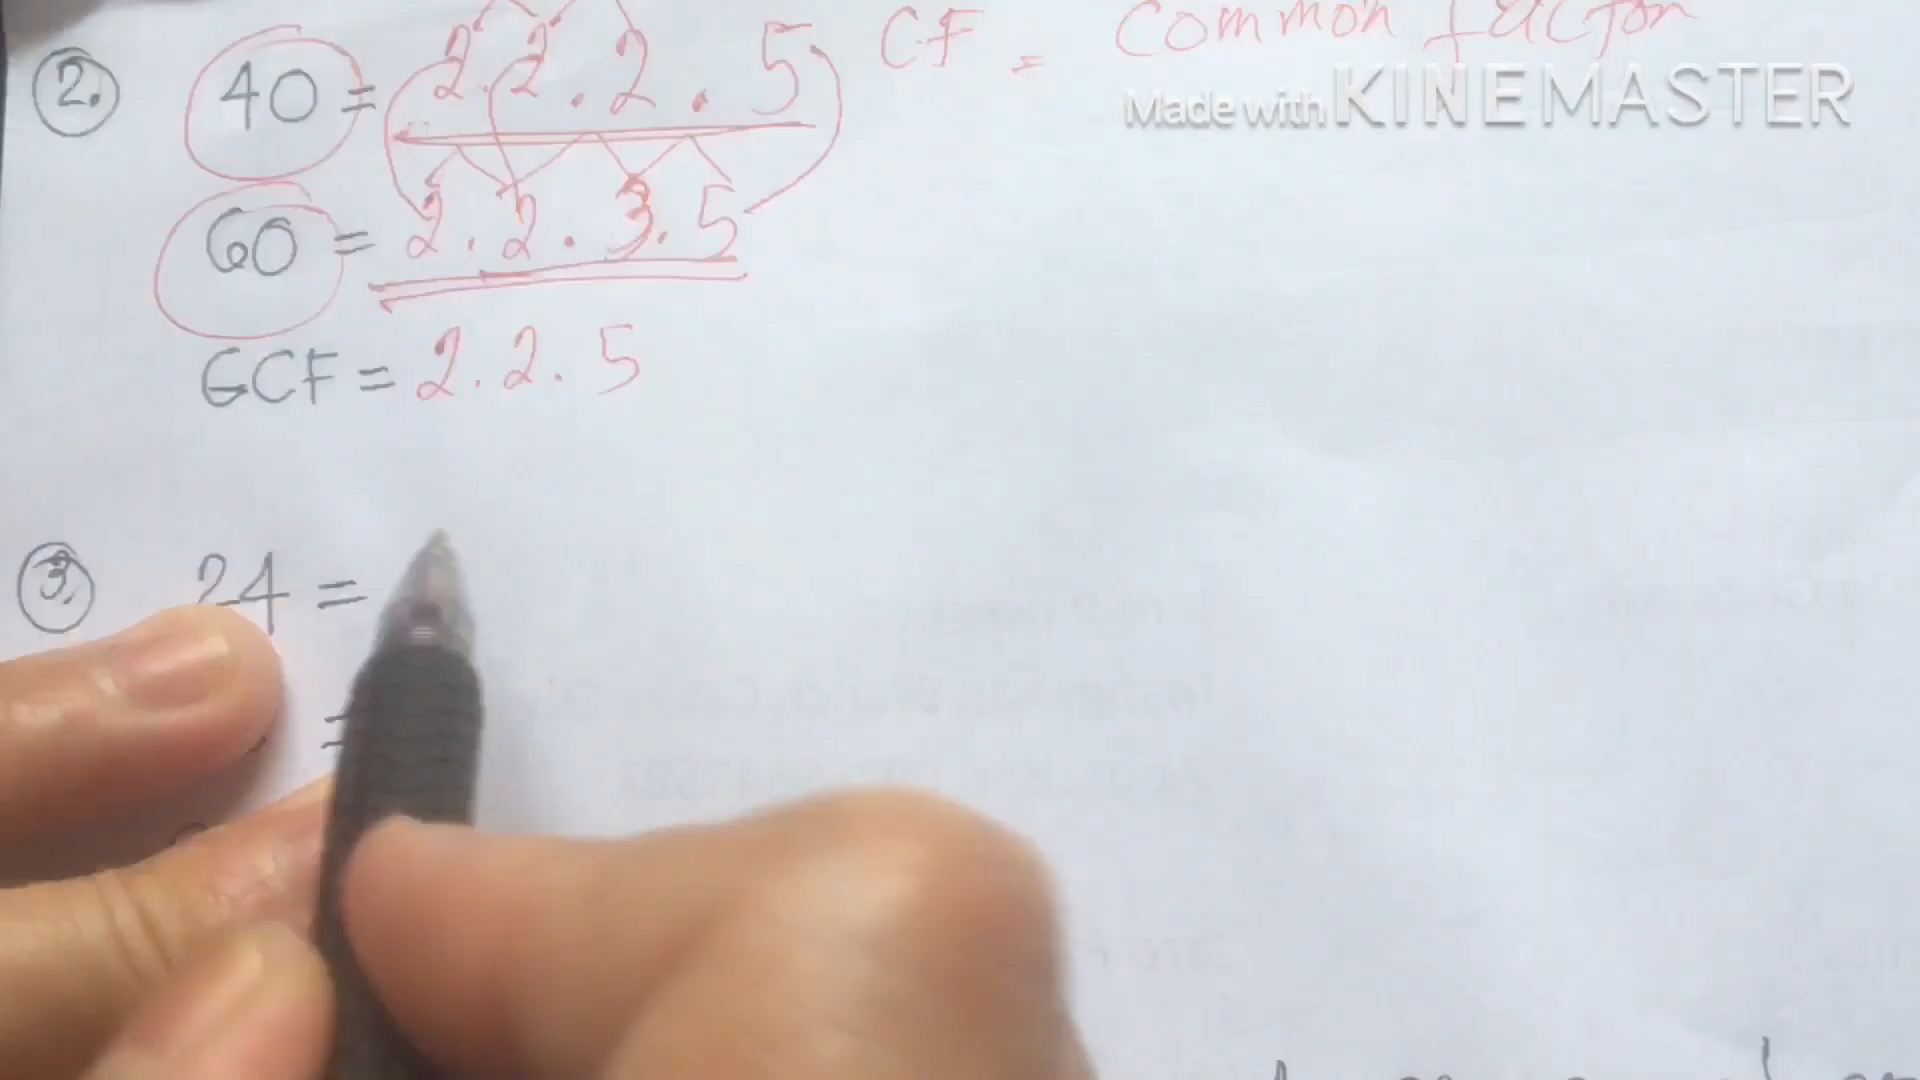 CF = Common factor
Made with KINEMASTER
2. 40 = 2.2.2.5
60 = 2.2.3.5
GCF = 2.2.5
3. 24 =
=